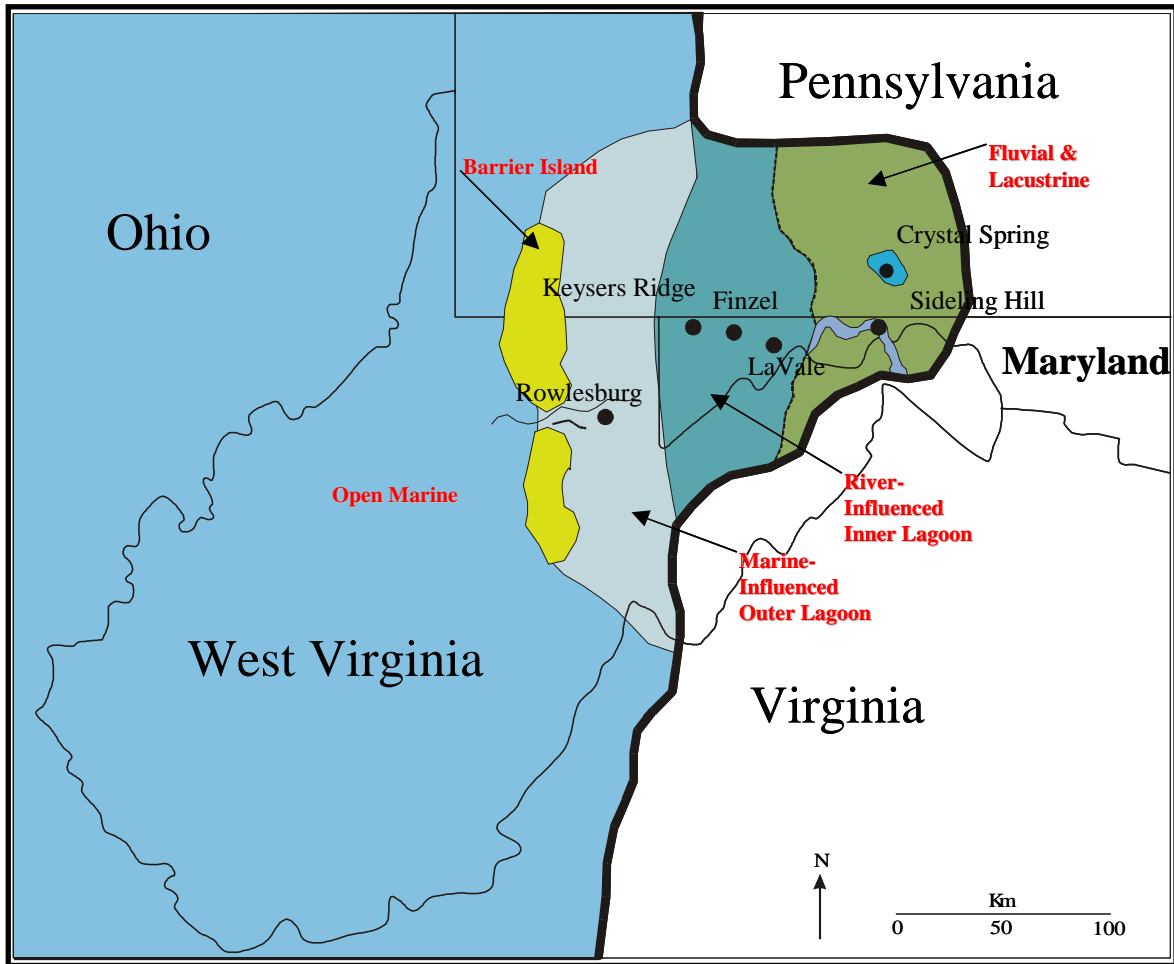 Pennsylvania
Barrier Island
Fluvial &
Lacustrine
Ohio
Crystal Spring
Keysers Ridge
Finzel
Sideling Hill
Maryland
LaVale
Rowlesburg
Open Marine
River-
Influenced
Inner Lagoon
Marine-
Influenced
Outer Lagoon
West Virginia
Virginia
N
Km
0 50 100